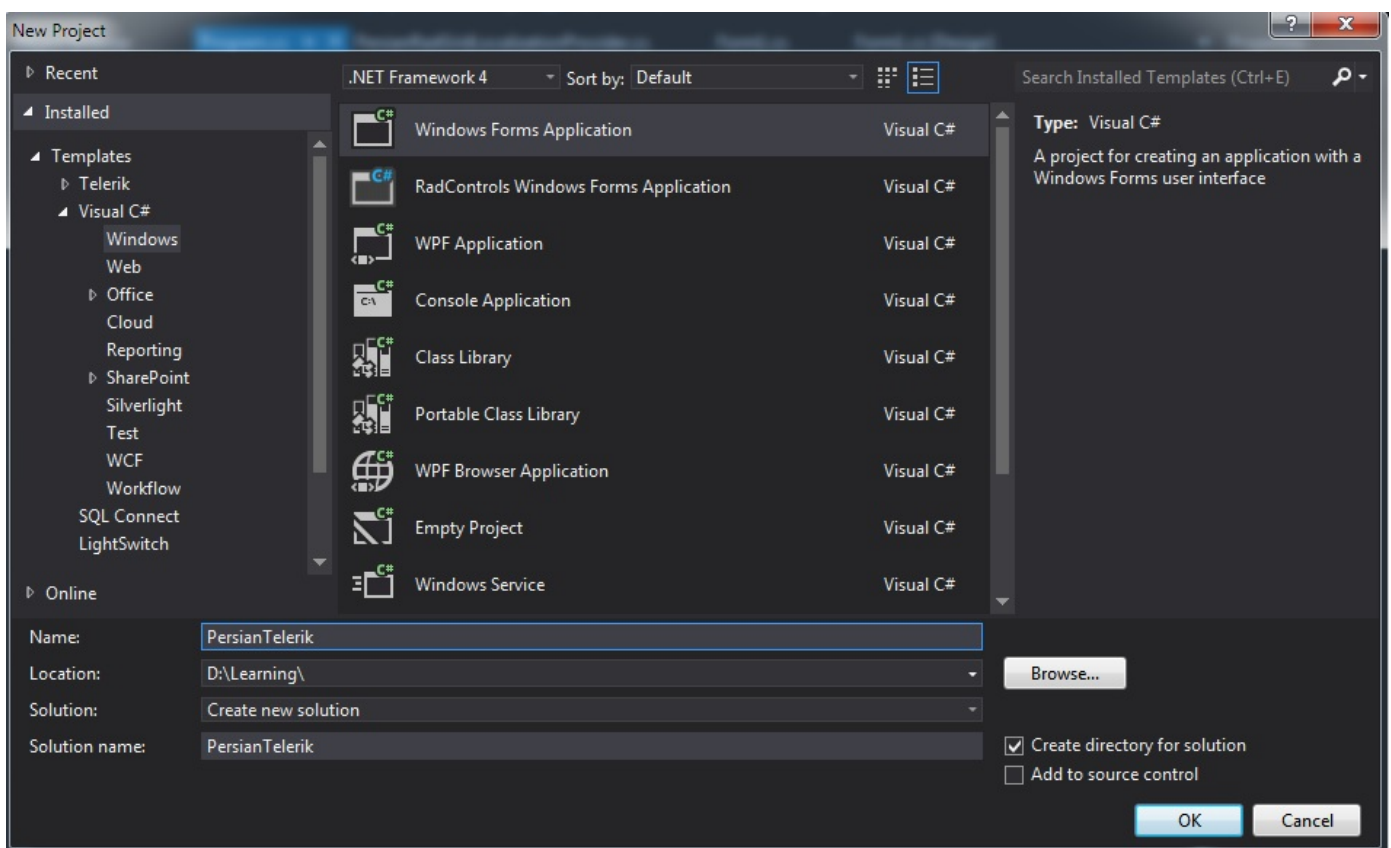 New Project
Recent
Installed
Templates
Telerik
Visual C#
Windows
Web
Office
Cloud
Reporting
SharePoint
Silverlight
Test
WCF
Workflow
SQL Connect
LightSwitch
Online
.NET Framework 4 Sort by: Default
Windows Forms Application Visual C#
RadControls Windows Forms Application Visual C#
WPF Application Visual C#
Console Application Visual C#
Class Library Visual C#
Portable Class Library Visual C#
WPF Browser Application Visual C#
Empty Project Visual C#
Windows Service Visual C#
Search Installed Templates (Ctrl+E)
Type: Visual C#
A project for creating an application with a
Windows Forms user interface
Name: PersianTelerik
Location: D:\Learning\
Browse...
Solution: Create new solution
Solution name: PersianTelerik
Create directory for solution
Add to source control
OK Cancel